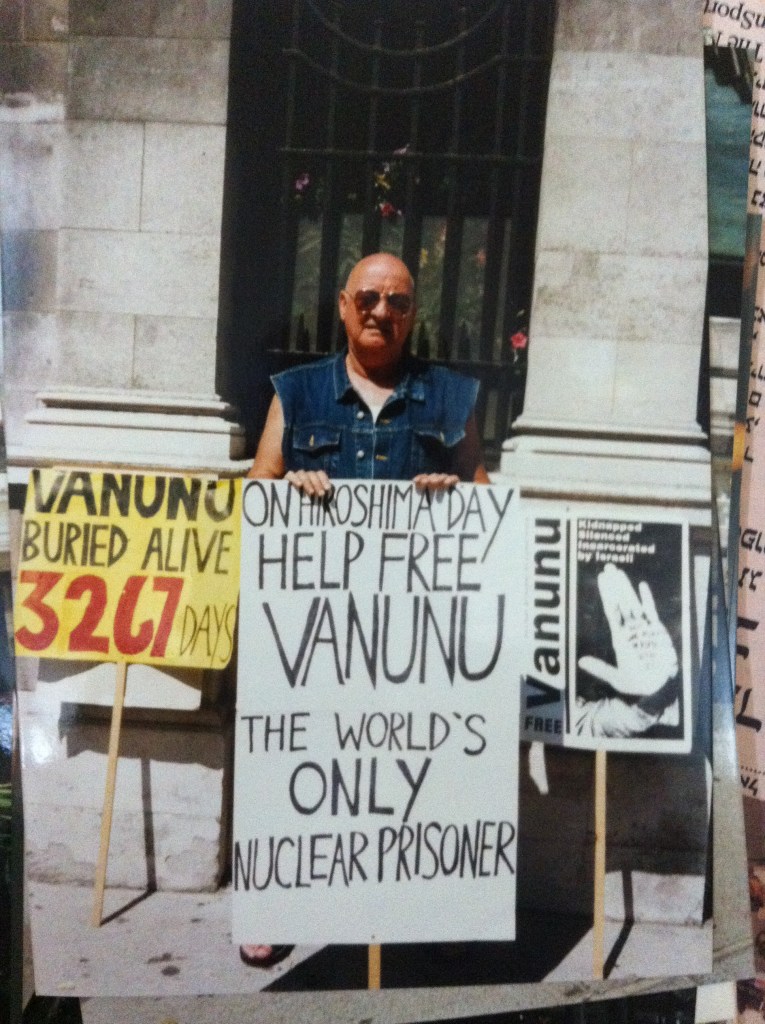 VANUNU
BURIED ALIVE
3267 DAYS
ON HIROSHIMA DAY
HELP FREE
VANUNU
THE WORLD'S
ONLY
NUCLEAR PRISONER
FREE Vanunu
Kidnapped
Silenced
Incarcerated
by Israel